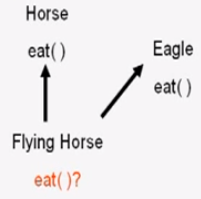 Horse
eat( )
Eagle
eat( )
Flying Horse
eat( )?